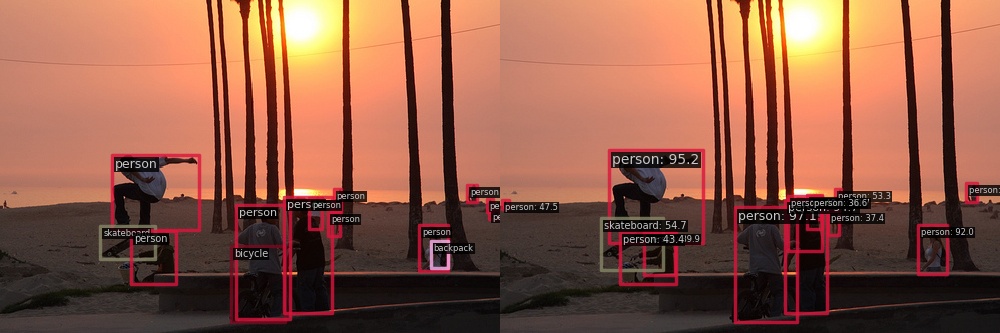 person
skateboard
person
person
bicycle
person
person
person
person
backpack
person
person: 47.5
person: 95.2
skateboard: 54.7
person: 43.4
person: 97.1
person: 53.3
person: 36.6
person: 37.4
person: 92.0
person: